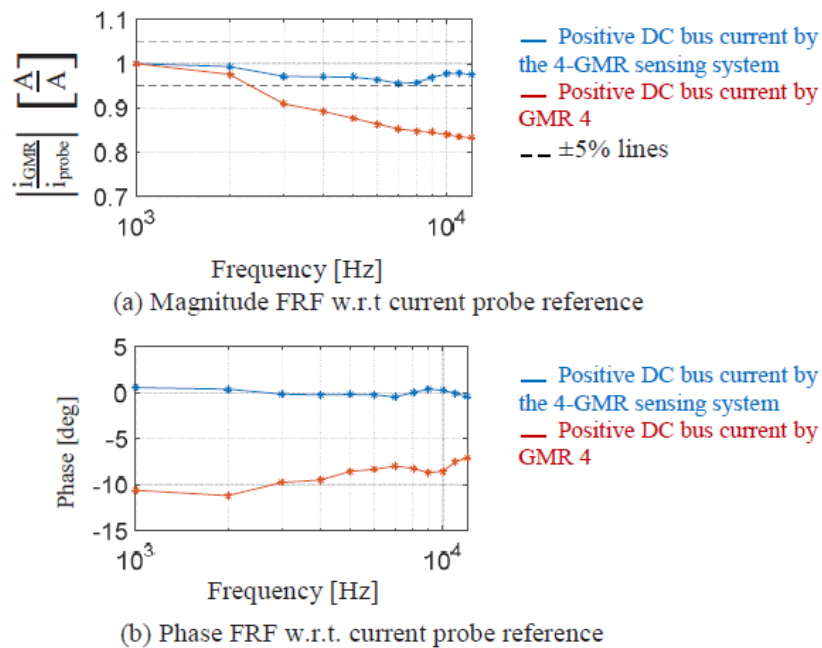 1.1
1
0.9
0.8
0.7
10³
10⁴
|i_GMR / i_probe| [A/A]
Frequency [Hz]
Positive DC bus current by
the 4-GMR sensing system
Positive DC bus current by
GMR 4
±5% lines
(a) Magnitude FRF w.r.t current probe reference
5
0
-5
-10
-15
10³
10⁴
Phase [deg]
Frequency [Hz]
Positive DC bus current by
the 4-GMR sensing system
Positive DC bus current by
GMR 4
(b) Phase FRF w.r.t. current probe reference